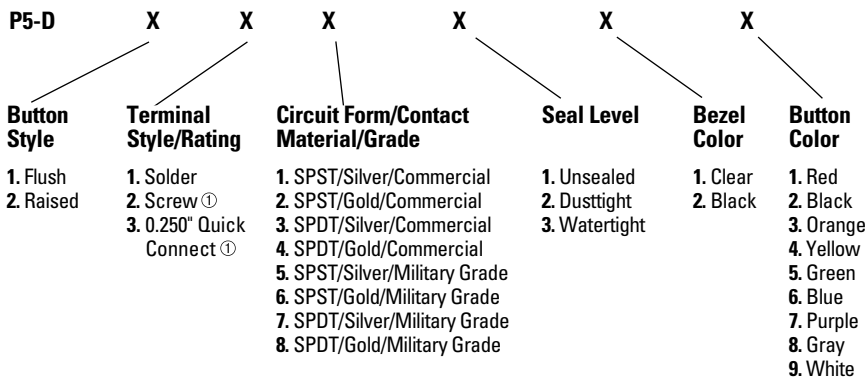 P5-D X X X X X X
Button Style
1. Flush
2. Raised
Terminal Style/Rating
1. Solder
2. Screw ①
3. 0.250" Quick
Connect ①
Circuit Form/Contact
Material/Grade
1. SPST/Silver/Commercial
2. SPST/Gold/Commercial
3. SPDT/Silver/Commercial
4. SPDT/Gold/Commercial
5. SPST/Silver/Military Grade
6. SPST/Gold/Military Grade
7. SPDT/Silver/Military Grade
8. SPDT/Gold/Military Grade
Seal Level
1. Unsealed
2. Dusttight
3. Watertight
Bezel
Color
1. Clear
2. Black
Button
Color
1. Red
2. Black
3. Orange
4. Yellow
5. Green
6. Blue
7. Purple
8. Gray
9. White